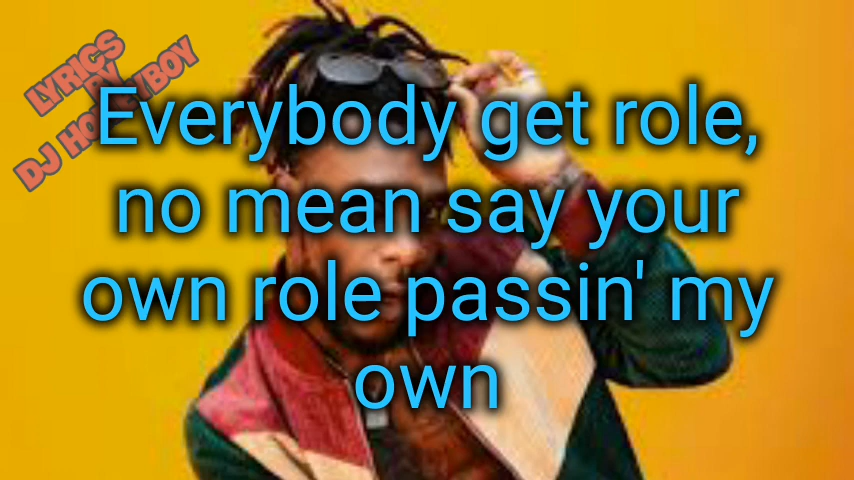 LYRICS
BY
DJ
Everybody get role,
no mean say your
own role passin' my
own